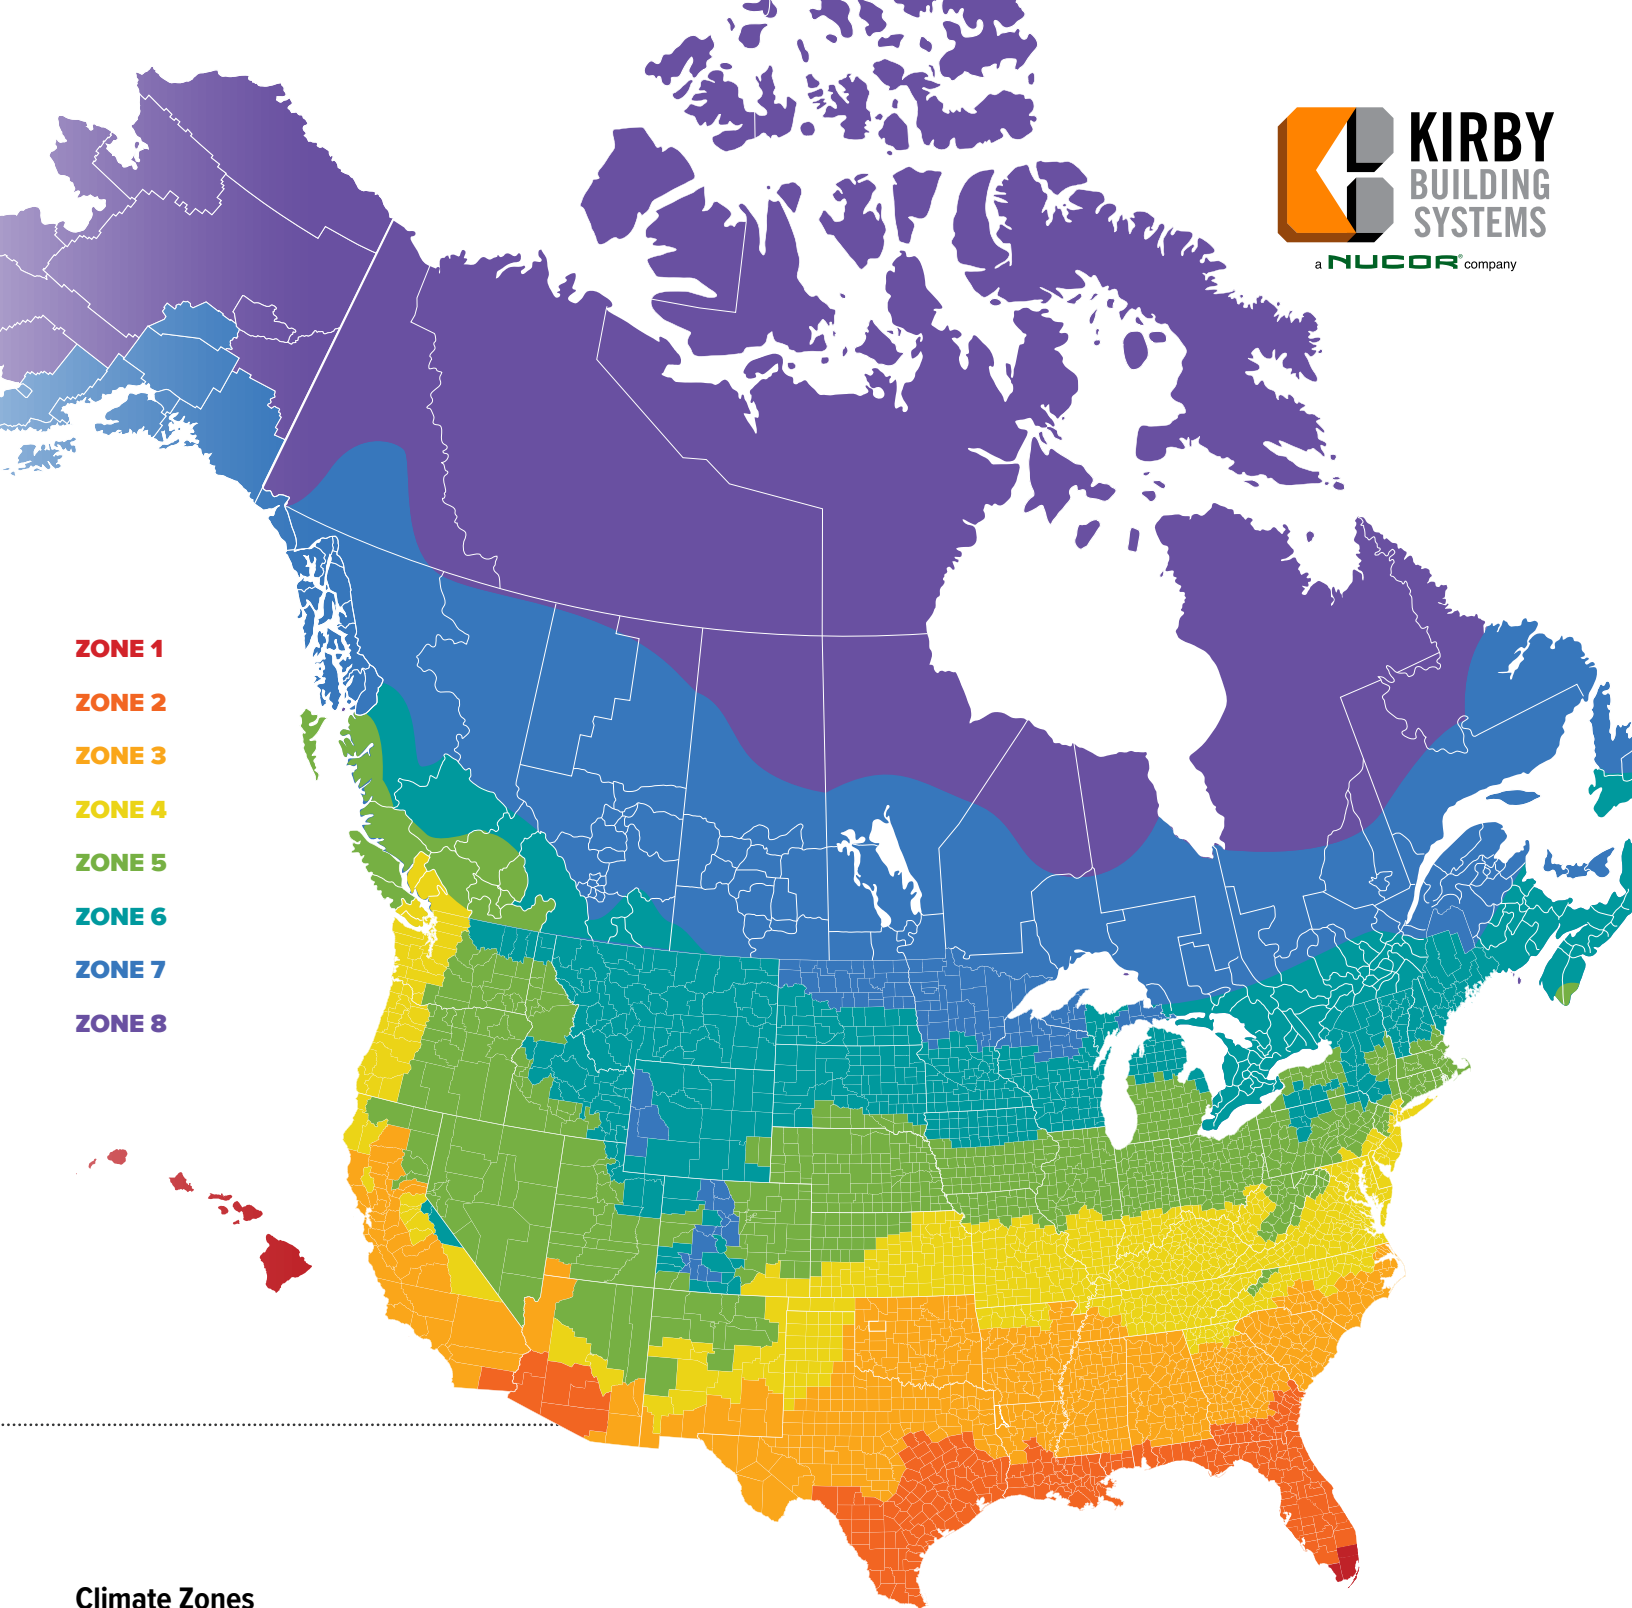 KIRBY
BUILDING
SYSTEMS
a NUCOR® company
ZONE 1
ZONE 2
ZONE 3
ZONE 4
ZONE 5
ZONE 6
ZONE 7
ZONE 8
Climate Zones